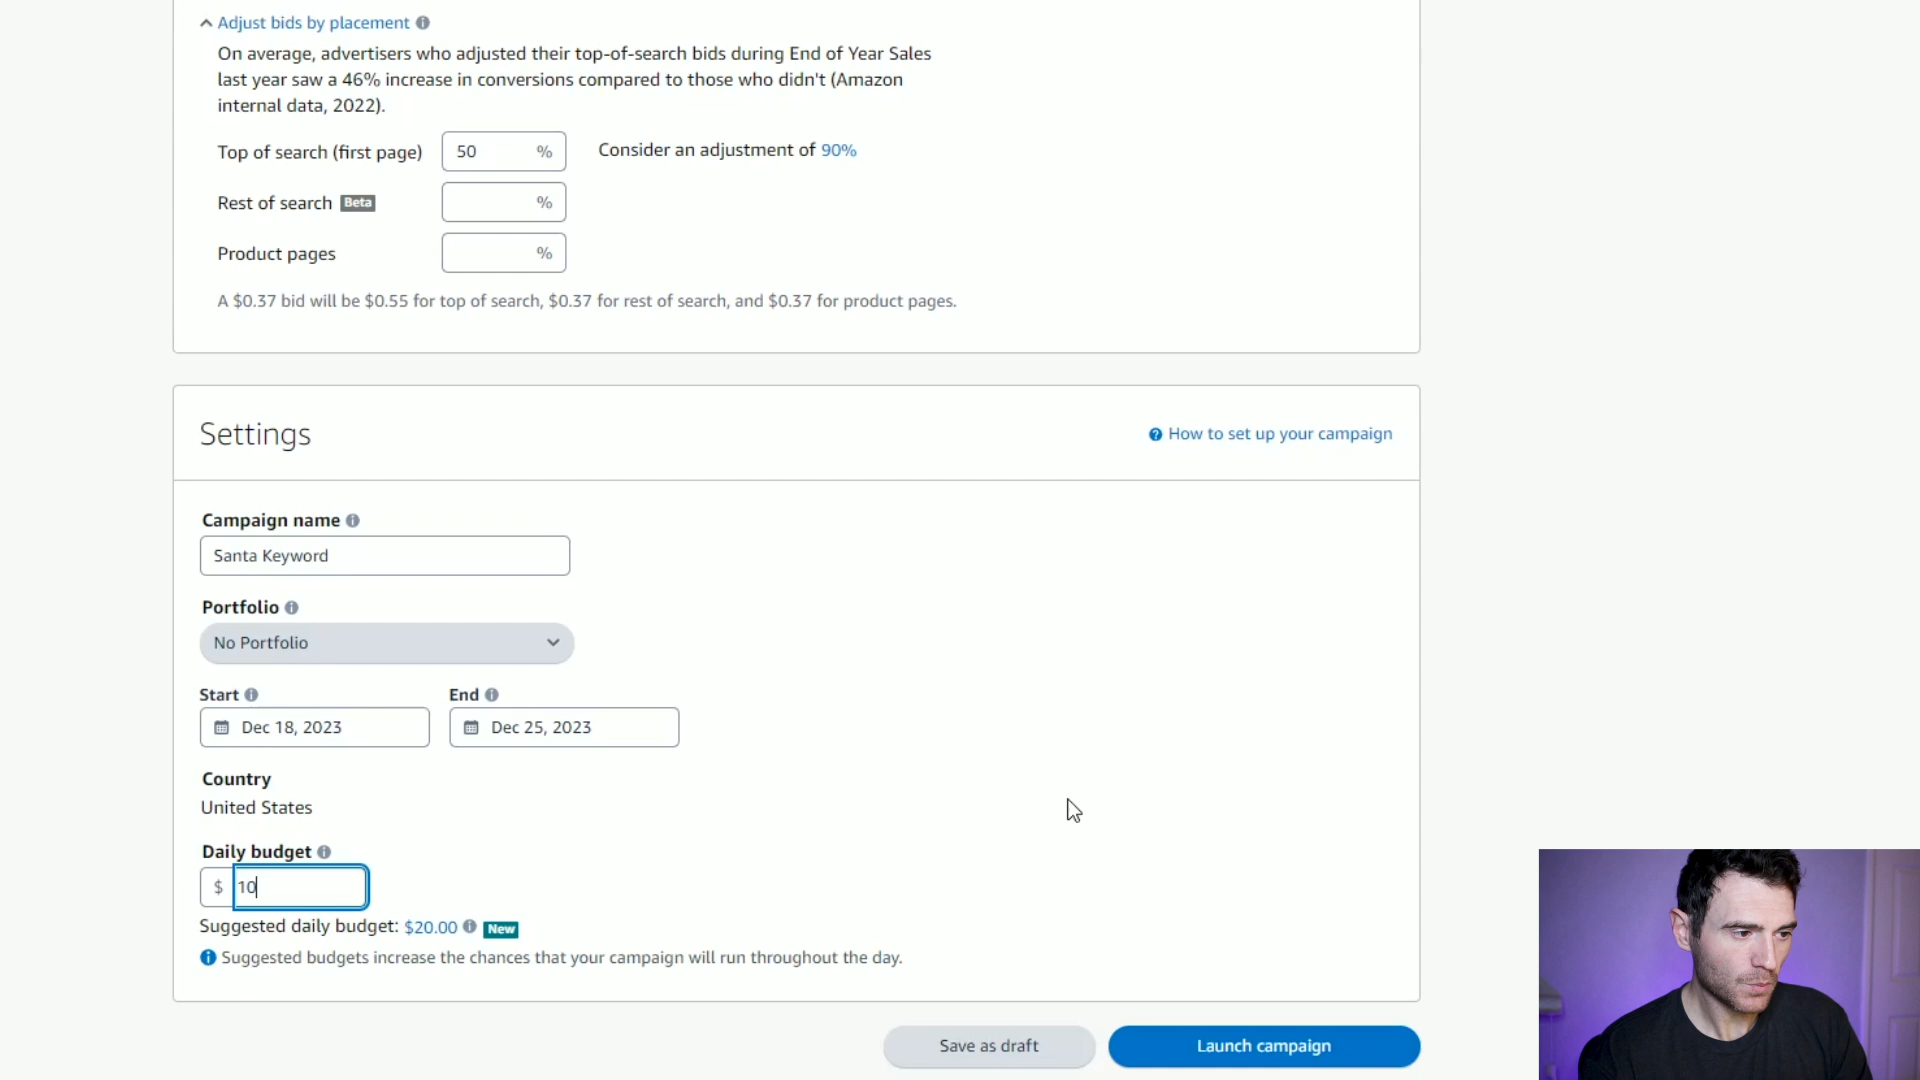 Adjust bids by placement
On average, advertisers who adjusted their top-of-search bids during End of Year Sales
last year saw a 46% increase in conversions compared to those who didn't (Amazon
internal data, 2022).
Top of search (first page) 50 % Consider an adjustment of 90%
Rest of search Beta %
Product pages %
A $0.37 bid will be $0.55 for top of search, $0.37 for rest of search, and $0.37 for product pages.
Settings
How to set up your campaign
Campaign name
Santa Keyword
Portfolio
No Portfolio
Start End
Dec 18, 2023 Dec 25, 2023
Country
United States
Daily budget
$ 10
Suggested daily budget: $20.00 New
Suggested budgets increase the chances that your campaign will run throughout the day.
Save as draft Launch campaign